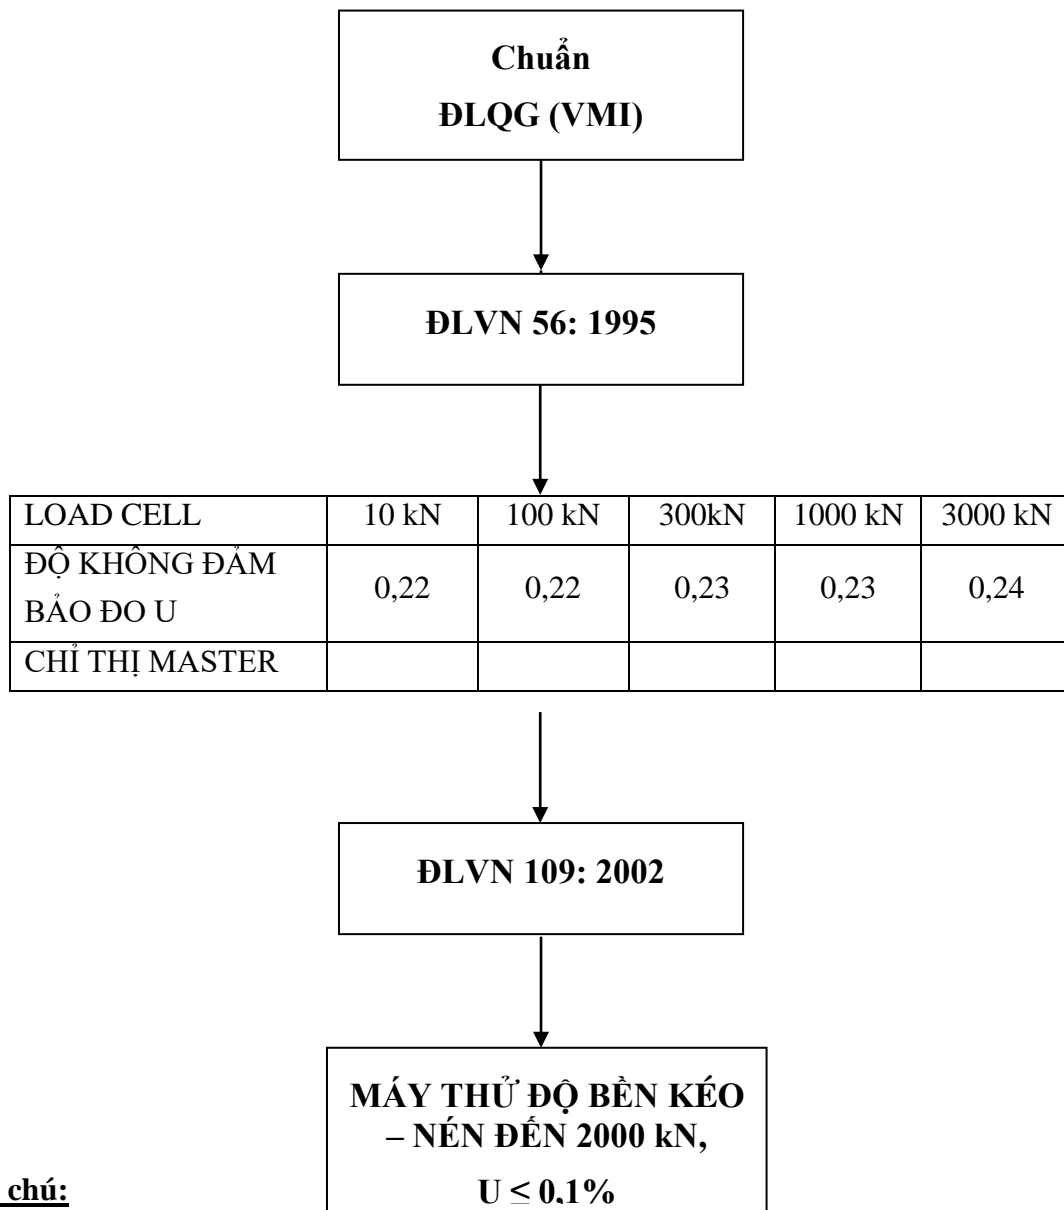 Chuẩn
ĐLQG (VMI)
ĐLVN 56: 1995
LOAD CELL 10 kN 100 kN 300kN 1000 kN 3000 kN
ĐỘ KHÔNG ĐẢM
BẢO ĐO U 0,22 0,22 0,23 0,23 0,24
CHỈ THỊ MASTER
ĐLVN 109: 2002
MÁY THỬ ĐỘ BỀN KÉO
– NÉN ĐẾN 2000 kN,
U ≤ 0,1%
chú: